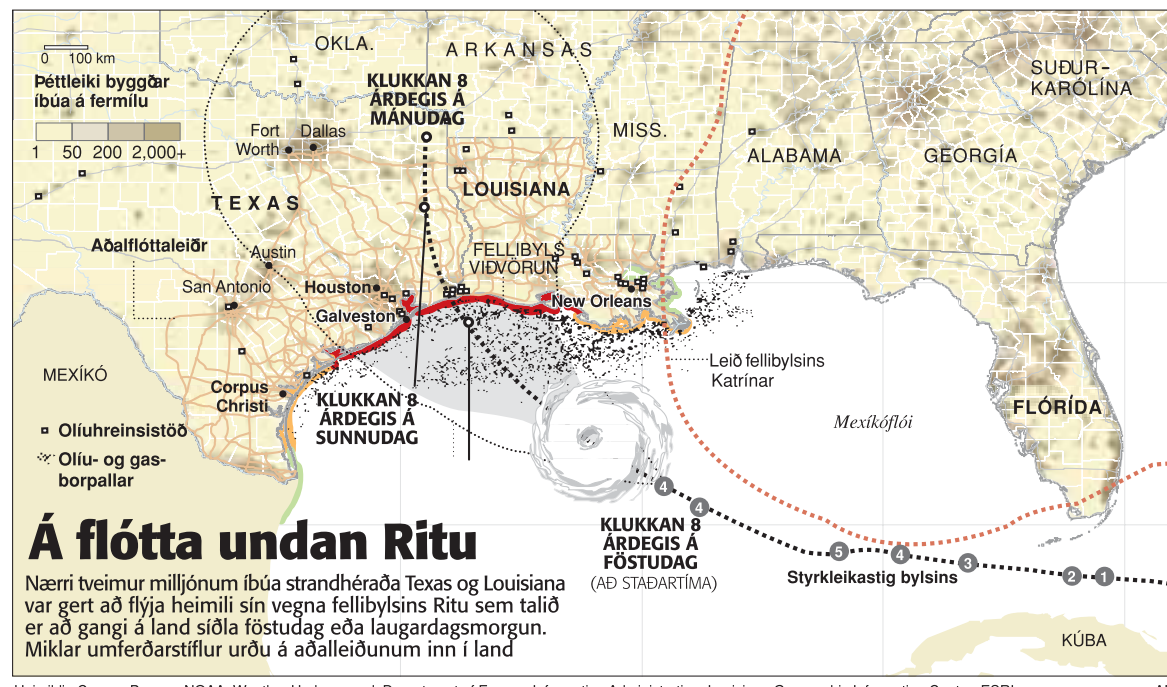 0 100 km
Þéttleiki byggðar
íbúa á fermílu
1 50 200 2,000+
OKLA.
ARKANSAS
KLUKKAN 8
ÁRDEGIS Á
MÁNUDAG
Fort
Worth
Dallas
MISS.
ALABAMA
GEORGÍA
SUÐUR-
KARÓLÍNA
TEXAS
LOUISIANA
Aðalflóttaleiðr
Austin
San Antonio
Houston
Galveston
FELLIBYLS
VIÐVÖRUN
New Orleans
MEXÍKÓ
Corpus
Christi
KLUKKAN 8
ÁRDEGIS Á
SUNNUDAG
Leið fellibylsins
Katrínar
Mexíkóflói
FLÓRÍDA
Olíuhreinsistöð
Olíu- og gas-
borpallar
4
4
5
4
3
2
1
KLUKKAN 8
ÁRDEGIS Á
FÖSTUDAG
(AÐ STAÐARTÍMA)
Styrkleikastig bylsins
KÚBA
Á flótta undan Ritu
Nærri tveimur milljónum íbúa strandhéraða Texas og Louisiana
var gert að flýja heimili sín vegna fellibylsins Ritu sem talið
er að gangi á land síðla föstudag eða laugardagsmorgun.
Miklar umferðarstíflur urðu á aðalleiðunum inn í land